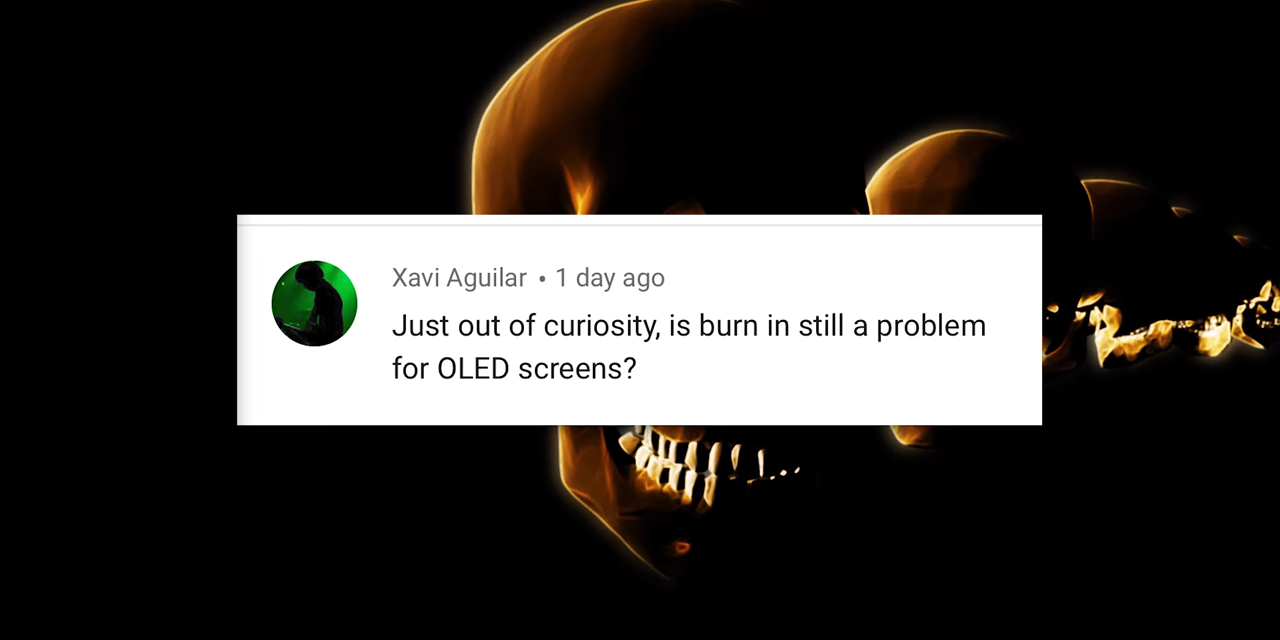 Xavi Aguilar • 1 day ago
Just out of curiosity, is burn in still a problem
for OLED screens?